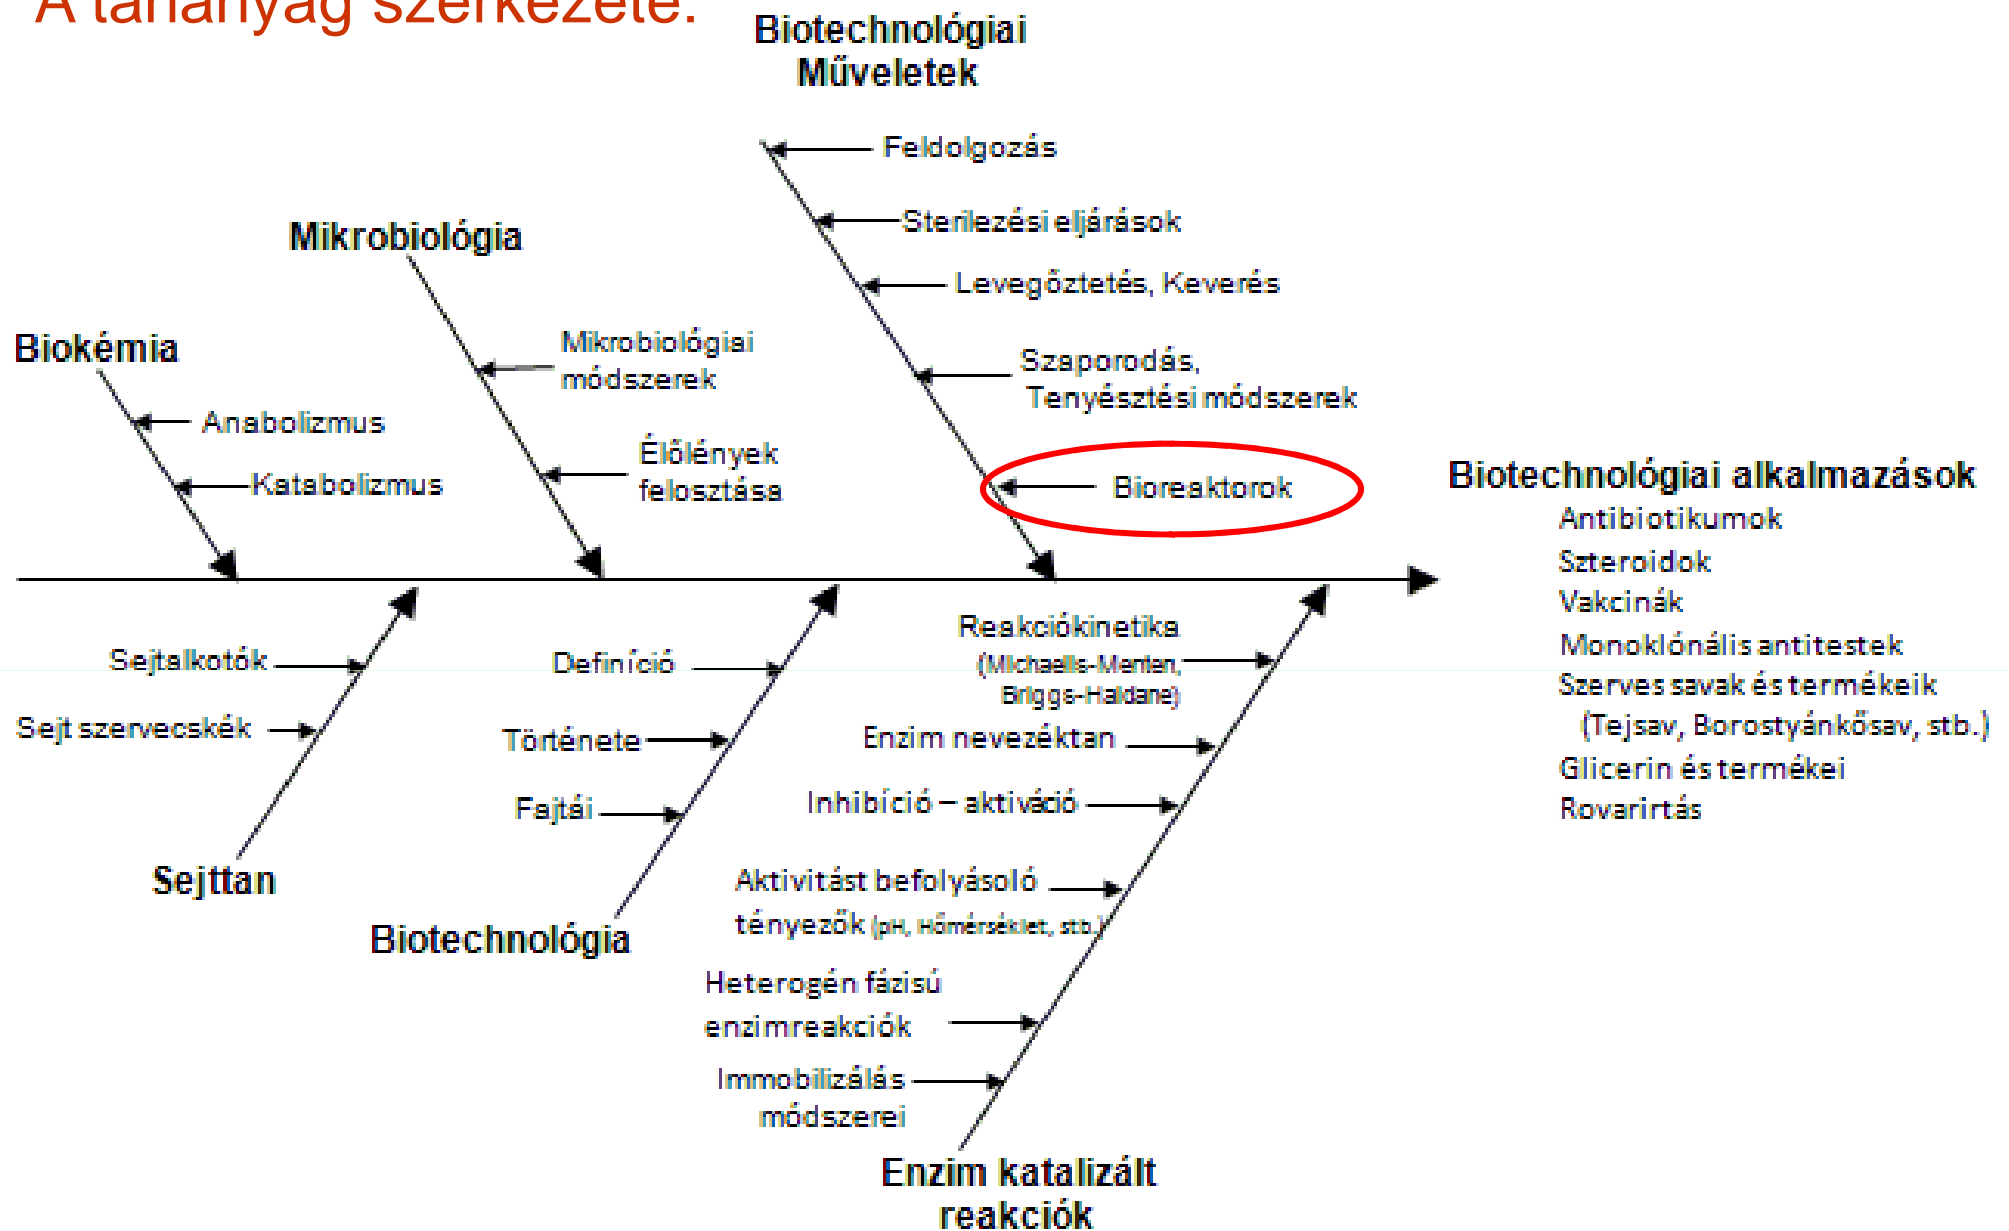 A tananyag szerkezete:
Biotechnológiai
Műveletek
Feldolgozás
Sterilezési eljárások
Levegőztetés, Keverés
Szaporodás,
Tenyésztési módszerek
Bioreaktorok
Mikrobiológia
Mikrobiológiai
módszerek
Élőlények
felosztása
Biokémia
Anabolizmus
Katabolizmus
Biotechnológiai alkalmazások
Antibiotikumok
Szteroidok
Vakcinák
Monoklónális antitestek
Szerves savak és termékeik
(Tejsav, Borostyánkősav, stb.)
Glicerin és termékei
Rovarirtás
Sejtalkotók
Sejt szervecskék
Sejttan
Definíció
Története
Fajtái
Biotechnológia
Reakciókinetika
(Michaelis-Menten,
Briggs-Haldane)
Enzim nevezéktan
Inhibíció – aktiváció
Aktivitást befolyásoló
tényezők (pH, Hőmérséklet, stb.)
Heterogén fázisú
enzimreakciók
Immobilizálás
módszerei
Enzim katalizált
reakciók